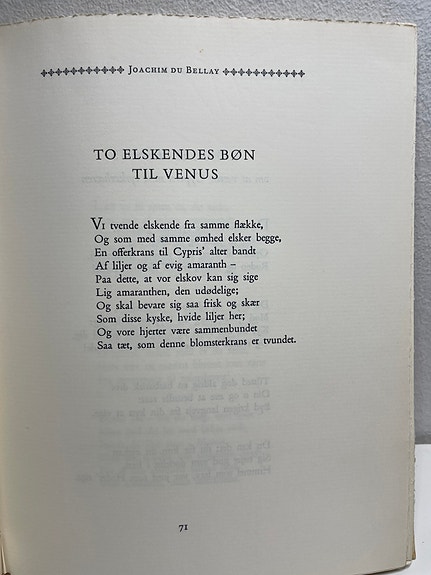 JOACHIM DU BELLAY
TO ELSKENDES BØN
TIL VENUS
VI tvende elskende fra samme flække,
Og som med samme ømhed elsker begge,
En offerkrans til Cypris' alter bandt
Af liljer og af evig amaranth –
Paa dette, at vor elskov kan sig sige
Lig amaranthen, den udødelige;
Og skal bevare sig saa frisk og skær
Som disse kyske, hvide liljer her;
Og vore hjerter være sammenbundet
Saa tæt, som denne blomsterkrans er tvundet.
71